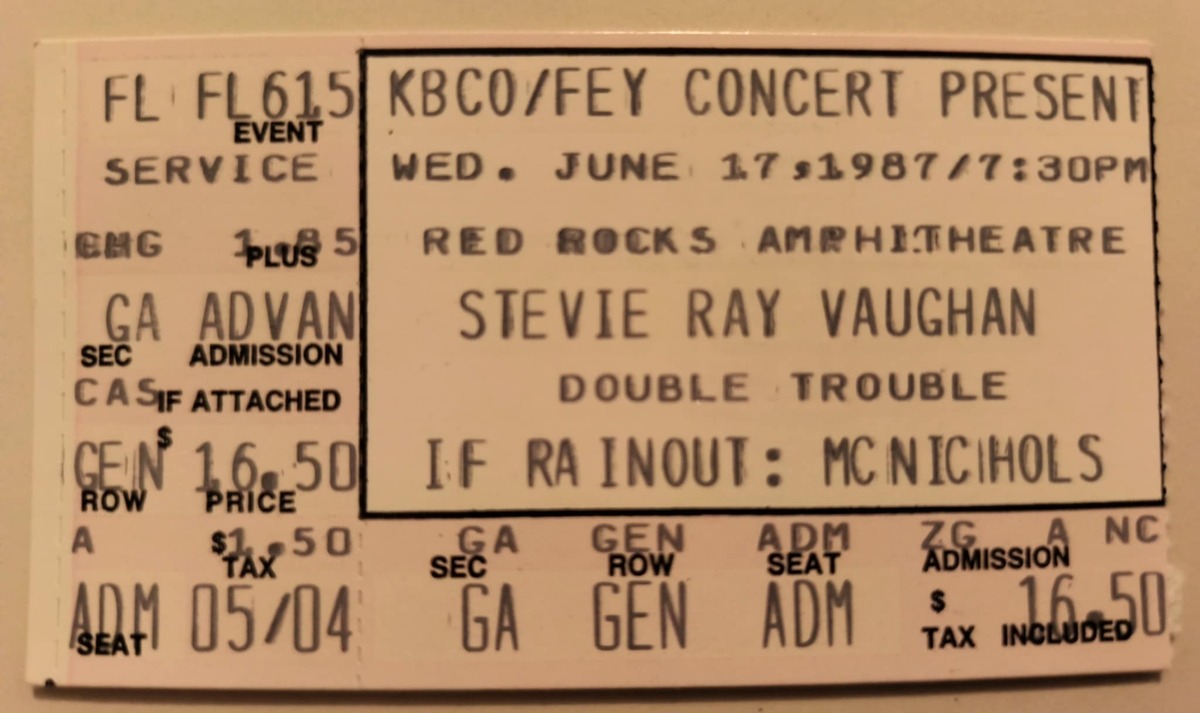 FL FL615
EVENT
SERVICE
CHG 1.85
PLUS
GA ADVAN
SEC ADMISSION
CAS IF ATTACHED
$
GEN 16.50
ROW PRICE
A $1.50
TAX
ADM 05/04
SEAT
KBCO/FEY CONCERT PRESENT
WED. JUNE 17,1987/7:30PM
RED ROCKS AMPHITHEATRE
STEVIE RAY VAUGHAN
DOUBLE TROUBLE
IF RAINOUT: MCNICHOLS
GA GEN ADM ZG A NC
SEC ROW SEAT ADMISSION
GA GEN ADM $ 16.50
TAX INCLUDED